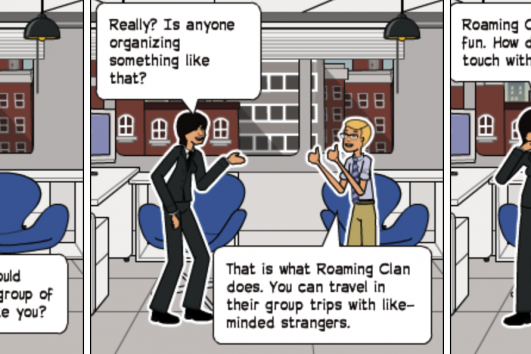 ould
group of
e you?
Really? Is anyone
organizing
something like
that?
That is what Roaming Clan
does. You can travel in
their group trips with like-
minded strangers.
Roaming C
fun. How d
touch with